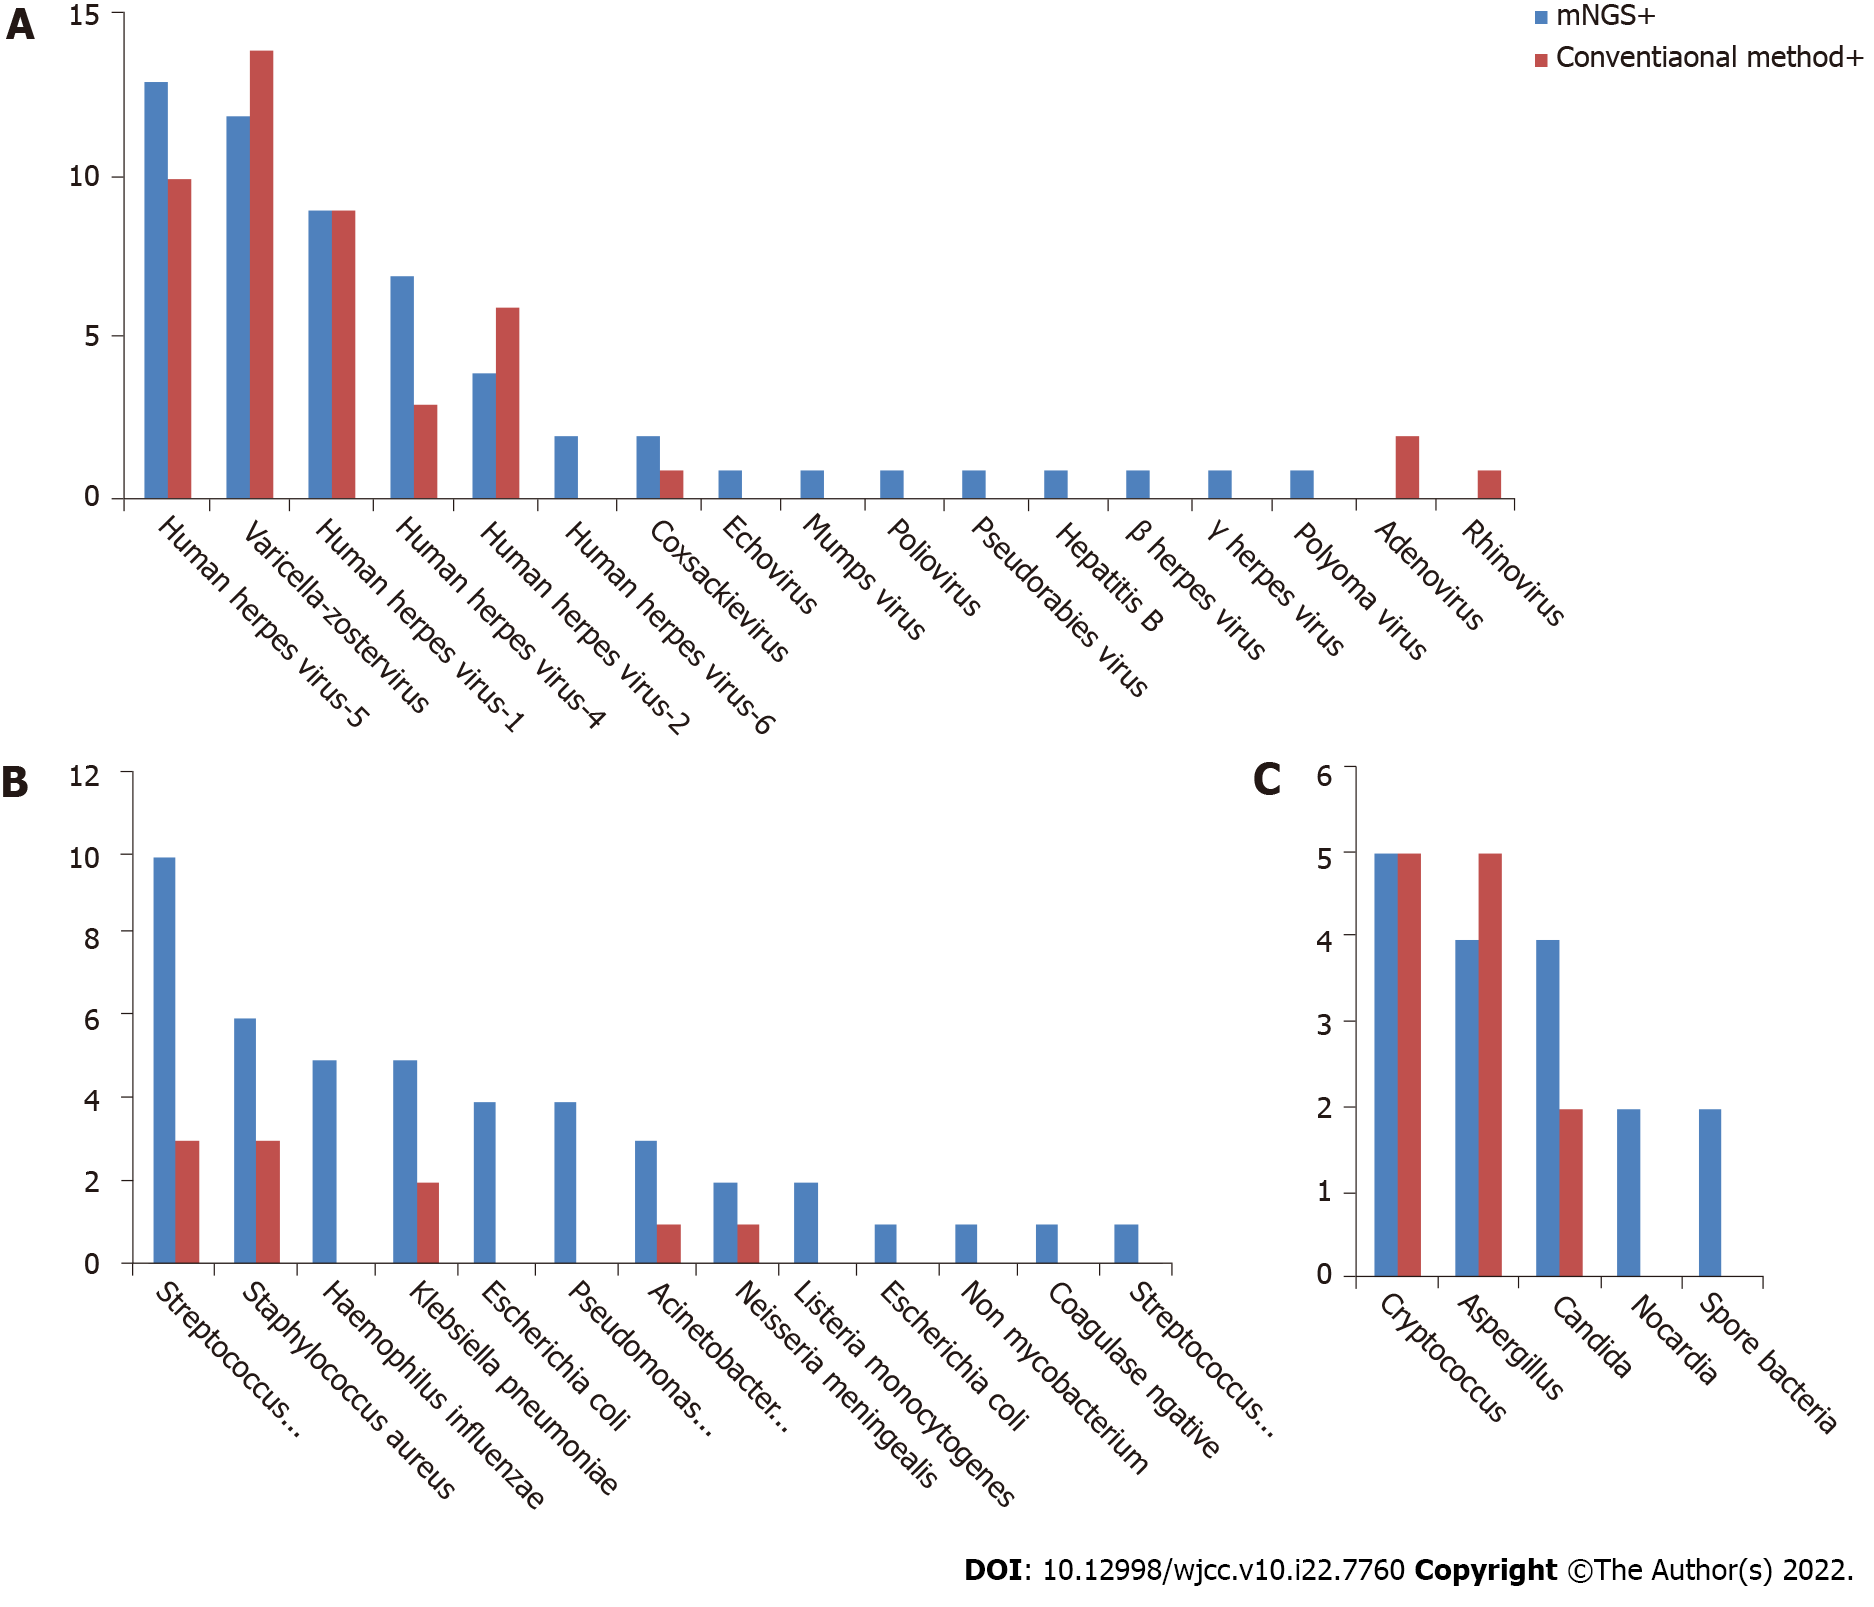 A
mNGS+
Conventiaonal method+
15
10
5
0
Human herpes virus-5
Varicella-zostervirus
Human herpes virus-1
Human herpes virus-4
Human herpes virus-2
Human herpes virus-6
Coxsackievirus
Echovirus
Mumps virus
Poliovirus
Pseudorabies virus
Hepatitis B
β herpes virus
γ herpes virus
Polyoma virus
Adenovirus
Rhinovirus
B
12
10
8
6
4
2
0
Streptococcus...
Staphylococcus aureus
Haemophilus influenzae
Klebsiella pneumoniae
Escherichia coli
Pseudomonas...
Acinetobacter...
Neisseria meningealis
Listeria monocytogenes
Escherichia coli
Non mycobacterium
Coagulase ngative
Streptococcus...
C
6
5
4
3
2
1
0
Cryptococcus
Aspergillus
Candida
Nocardia
Spore bacteria
DOI: 10.12998/wjcc.v10.i22.7760 Copyright ©The Author(s) 2022.